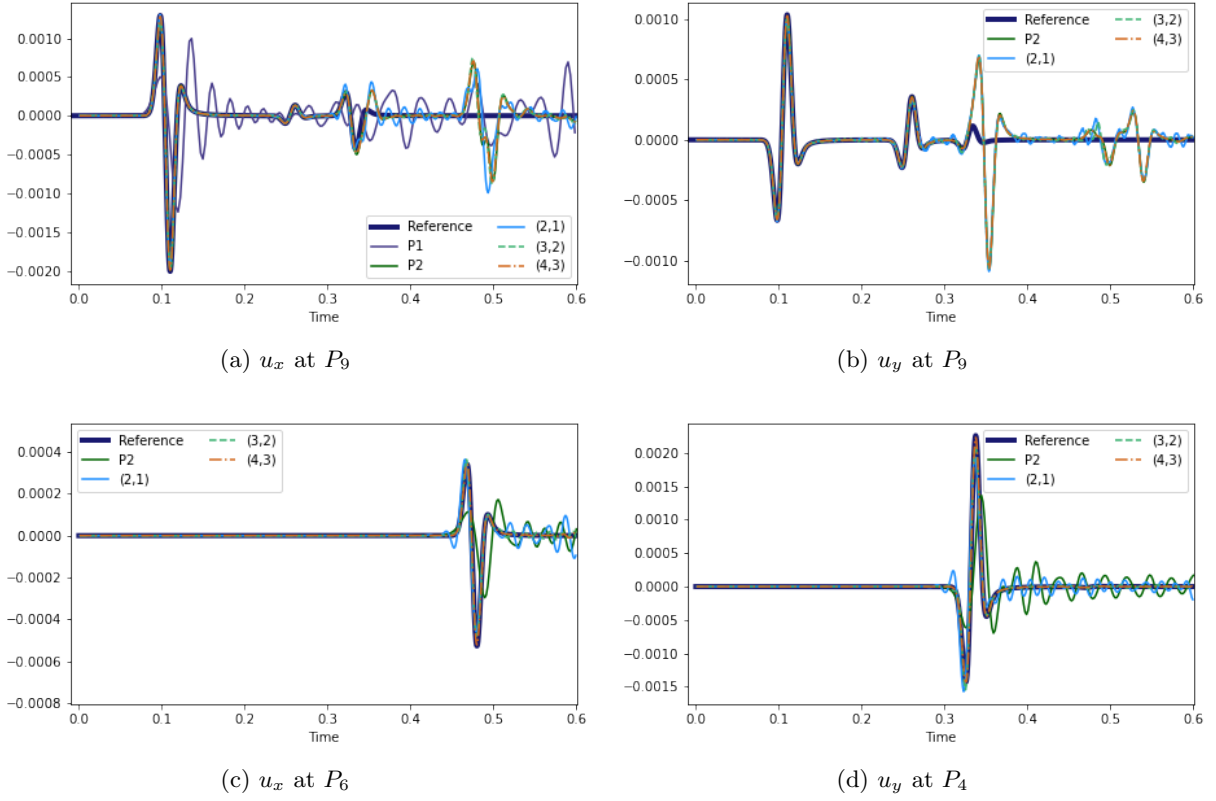 0.0010
0.0005
0.0000
−0.0005
−0.0010
−0.0015
−0.0020
0.0 0.1 0.2 0.3 0.4 0.5 0.6
Time
Reference
P1
P2
(2,1)
(3,2)
(4,3)
(a) u_x at P_9
0.0010
0.0005
0.0000
−0.0005
−0.0010
0.0 0.1 0.2 0.3 0.4 0.5 0.6
Time
Reference
P2
(2,1)
(3,2)
(4,3)
(b) u_y at P_9
0.0004
0.0002
0.0000
−0.0002
−0.0004
−0.0006
−0.0008
0.0 0.1 0.2 0.3 0.4 0.5 0.6
Time
Reference
P2
(2,1)
(3,2)
(4,3)
(c) u_x at P_6
0.0020
0.0015
0.0010
0.0005
0.0000
−0.0005
−0.0010
−0.0015
0.0 0.1 0.2 0.3 0.4 0.5 0.6
Time
Reference
P2
(2,1)
(3,2)
(4,3)
(d) u_y at P_4